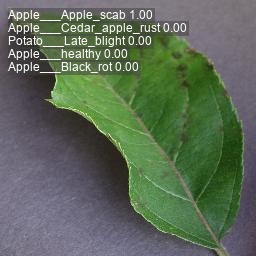 Apple___Apple_scab 1.00
Apple___Cedar_apple_rust 0.00
Potato___Late_blight 0.00
Apple___healthy 0.00
Apple___Black_rot 0.00